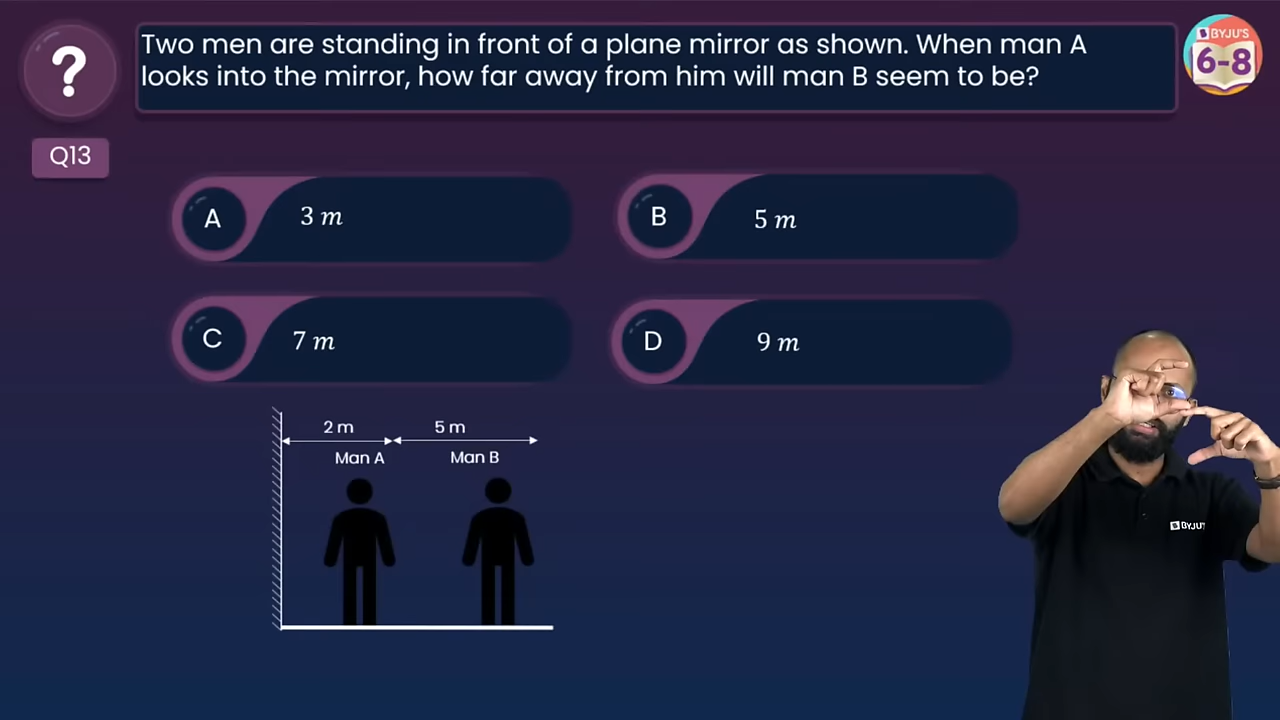 ?
Two men are standing in front of a plane mirror as shown. When man A
looks into the mirror, how far away from him will man B seem to be?
BYJU'S
6-8
Q13
A 3 m
B 5 m
C 7 m
D 9 m
2 m 5 m
Man A Man B
BYJU'